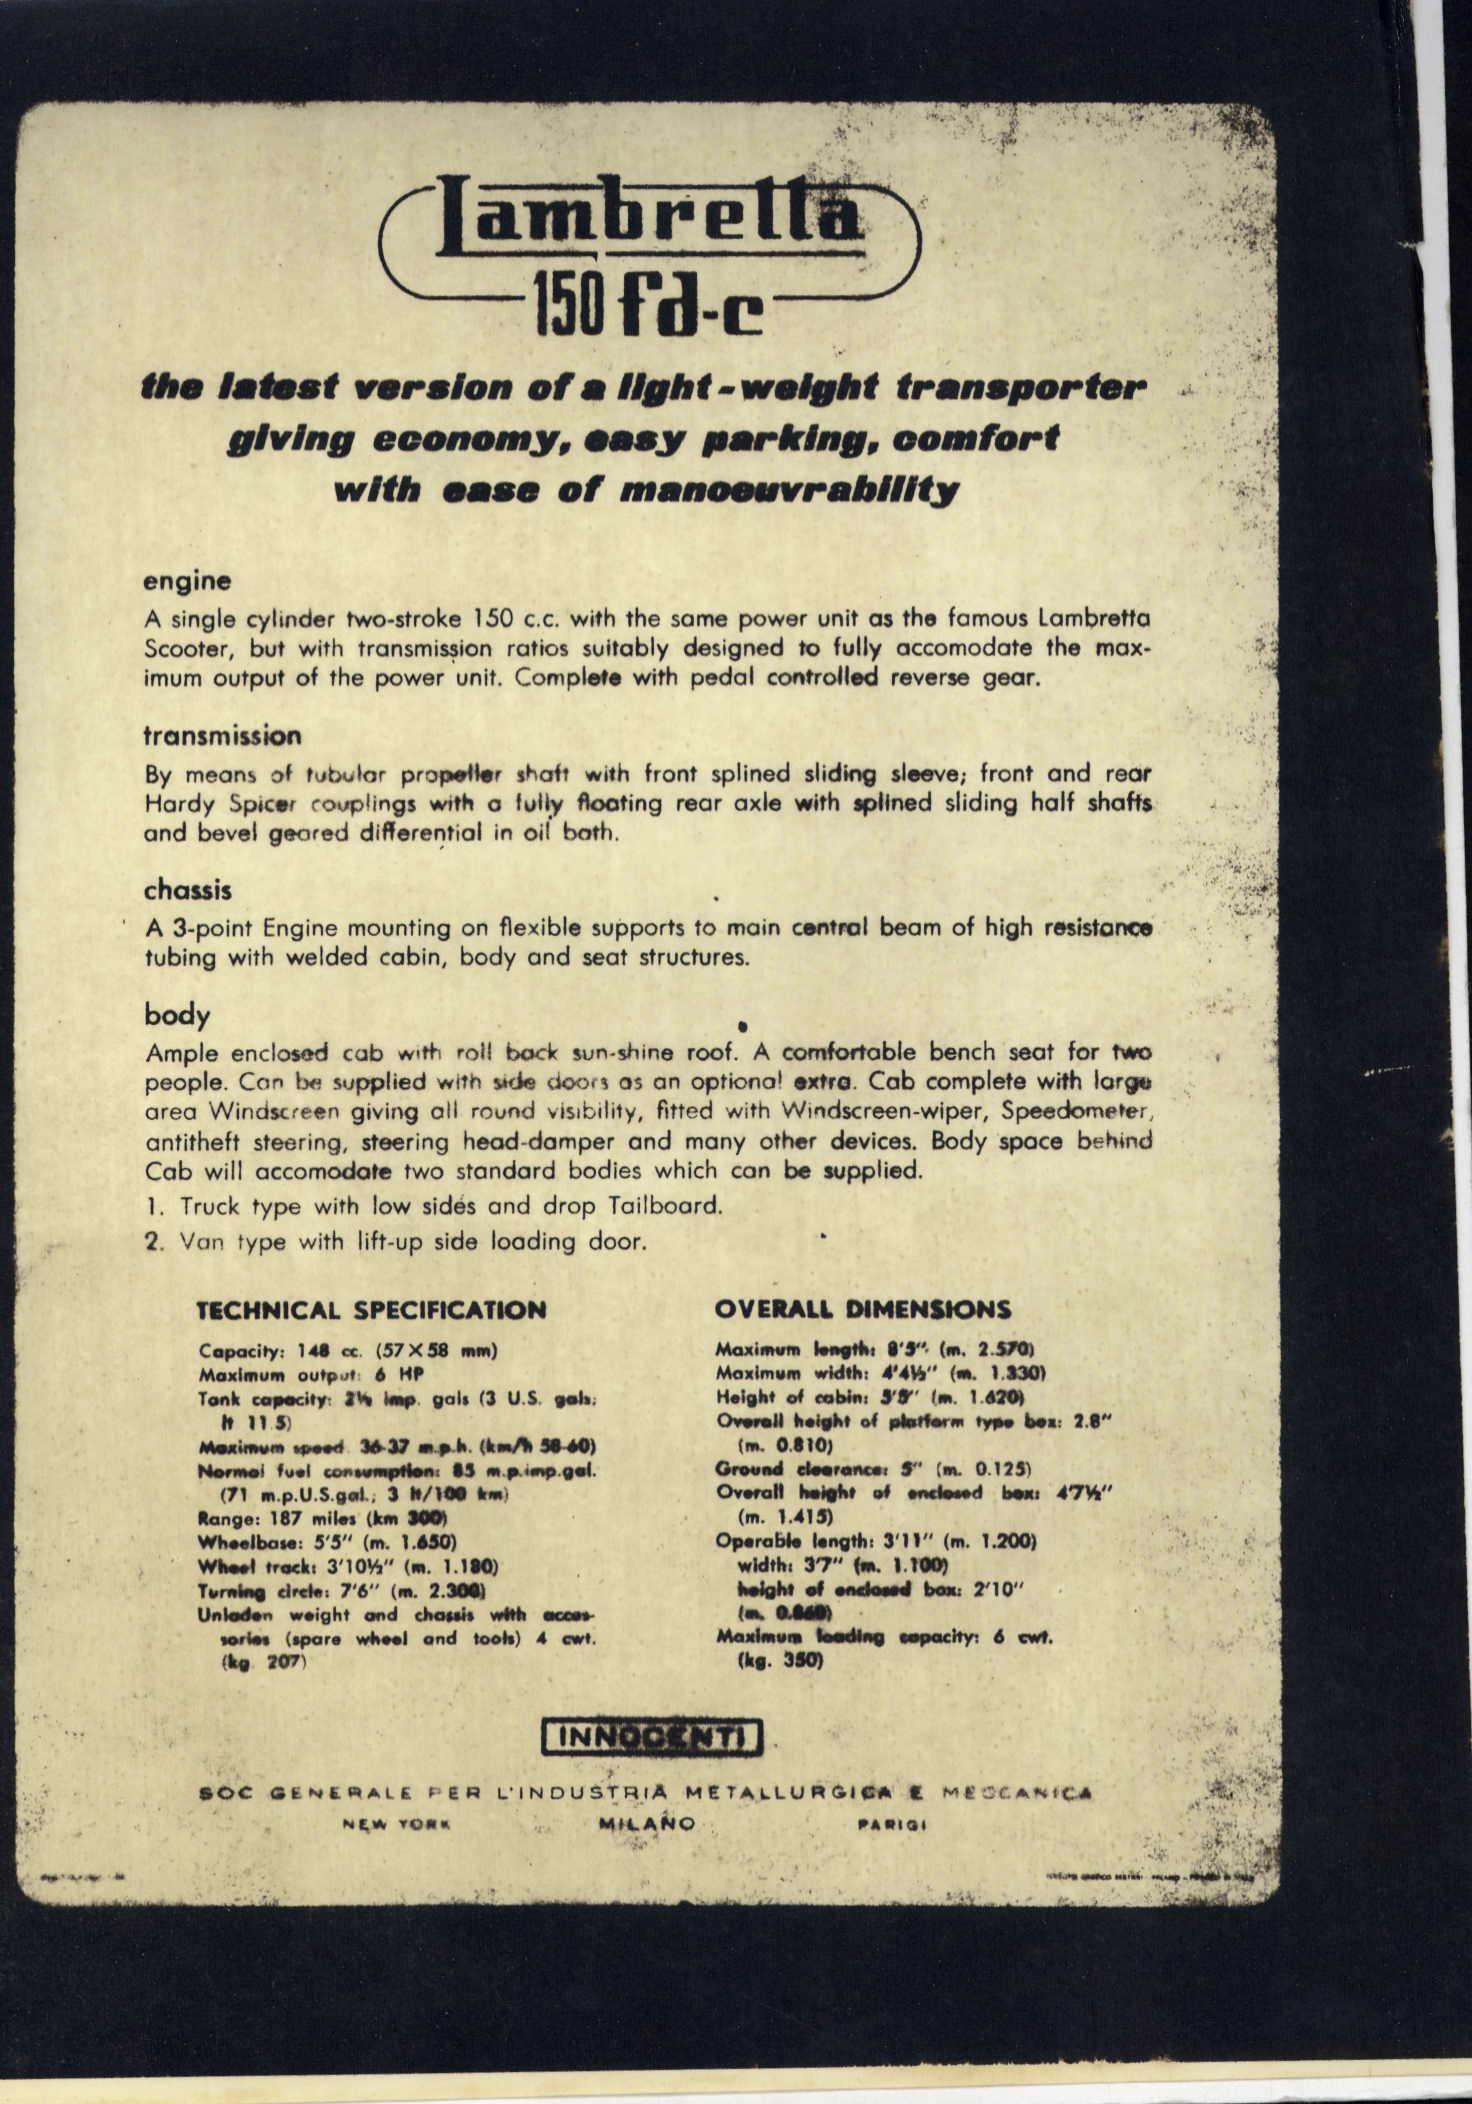 Lambretta
150 fd-c
the latest version of a light-weight transporter
giving economy, easy parking, comfort
with ease of manoeuvrability
engine
A single cylinder two-stroke 150 c.c. with the same power unit as the famous Lambretta
Scooter, but with transmission ratios suitably designed to fully accomodate the max-
imum output of the power unit. Complete with pedal controlled reverse gear.
transmission
By means of tubular propeller shaft with front splined sliding sleeve; front and rear
Hardy Spicer couplings with a fully floating rear axle with splined sliding half shafts
and bevel geared differential in oil bath.
chassis
A 3-point Engine mounting on flexible supports to main central beam of high resistance
tubing with welded cabin, body and seat structures.
body
Ample enclosed cab with roll back sun-shine roof. A comfortable bench seat for two
people. Can be supplied with side doors as an optional extra. Cab complete with large
area Windscreen giving all round visibility, fitted with Windscreen-wiper, Speedometer,
antitheft steering, steering head-damper and many other devices. Body space behind
Cab will accomodate two standard bodies which can be supplied.
1. Truck type with low sides and drop Tailboard.
2. Van type with lift-up side loading door.
TECHNICAL SPECIFICATION
Capacity: 148 cc. (57×58 mm)
Maximum output: 6 HP
Tank capacity: 2½ imp. gals (3 U.S. gals;
lt 11.5)
Maximum speed 36-37 m.p.h. (km/h 58-60)
Normal fuel consumption: 85 m.p.imp.gal.
(71 m.p.U.S.gal.; 3 lt/100 km)
Range: 187 miles (km 300)
Wheelbase: 5'5" (m. 1.650)
Wheel track: 3'10½" (m. 1.180)
Turning circle: 7'6" (m. 2.300)
Unladen weight and chassis with acces-
sories (spare wheel and tools) 4 cwt.
(kg. 207)
OVERALL DIMENSIONS
Maximum length: 8'5" (m. 2.570)
Maximum width: 4'4½" (m. 1.330)
Height of cabin: (m. 1.620)
Overall height of platform type box: 2.8"
(m. 0.810)
Ground clearance: 5" (m. 0.125)
Overall height of enclosed box: 4'7½"
(m. 1.415)
Operable length: 3'11" (m. 1.200)
width: 3'7" (m. 1.100)
height of enclosed box: 2'10"
(m. 0.860)
Maximum loading capacity: 6 cwt.
(kg. 350)
INNOCENTI
SOC GENERALE PER L'INDUSTRIA METALLURGICA E MECCANICA
NEW YORK MILANO PARIGI